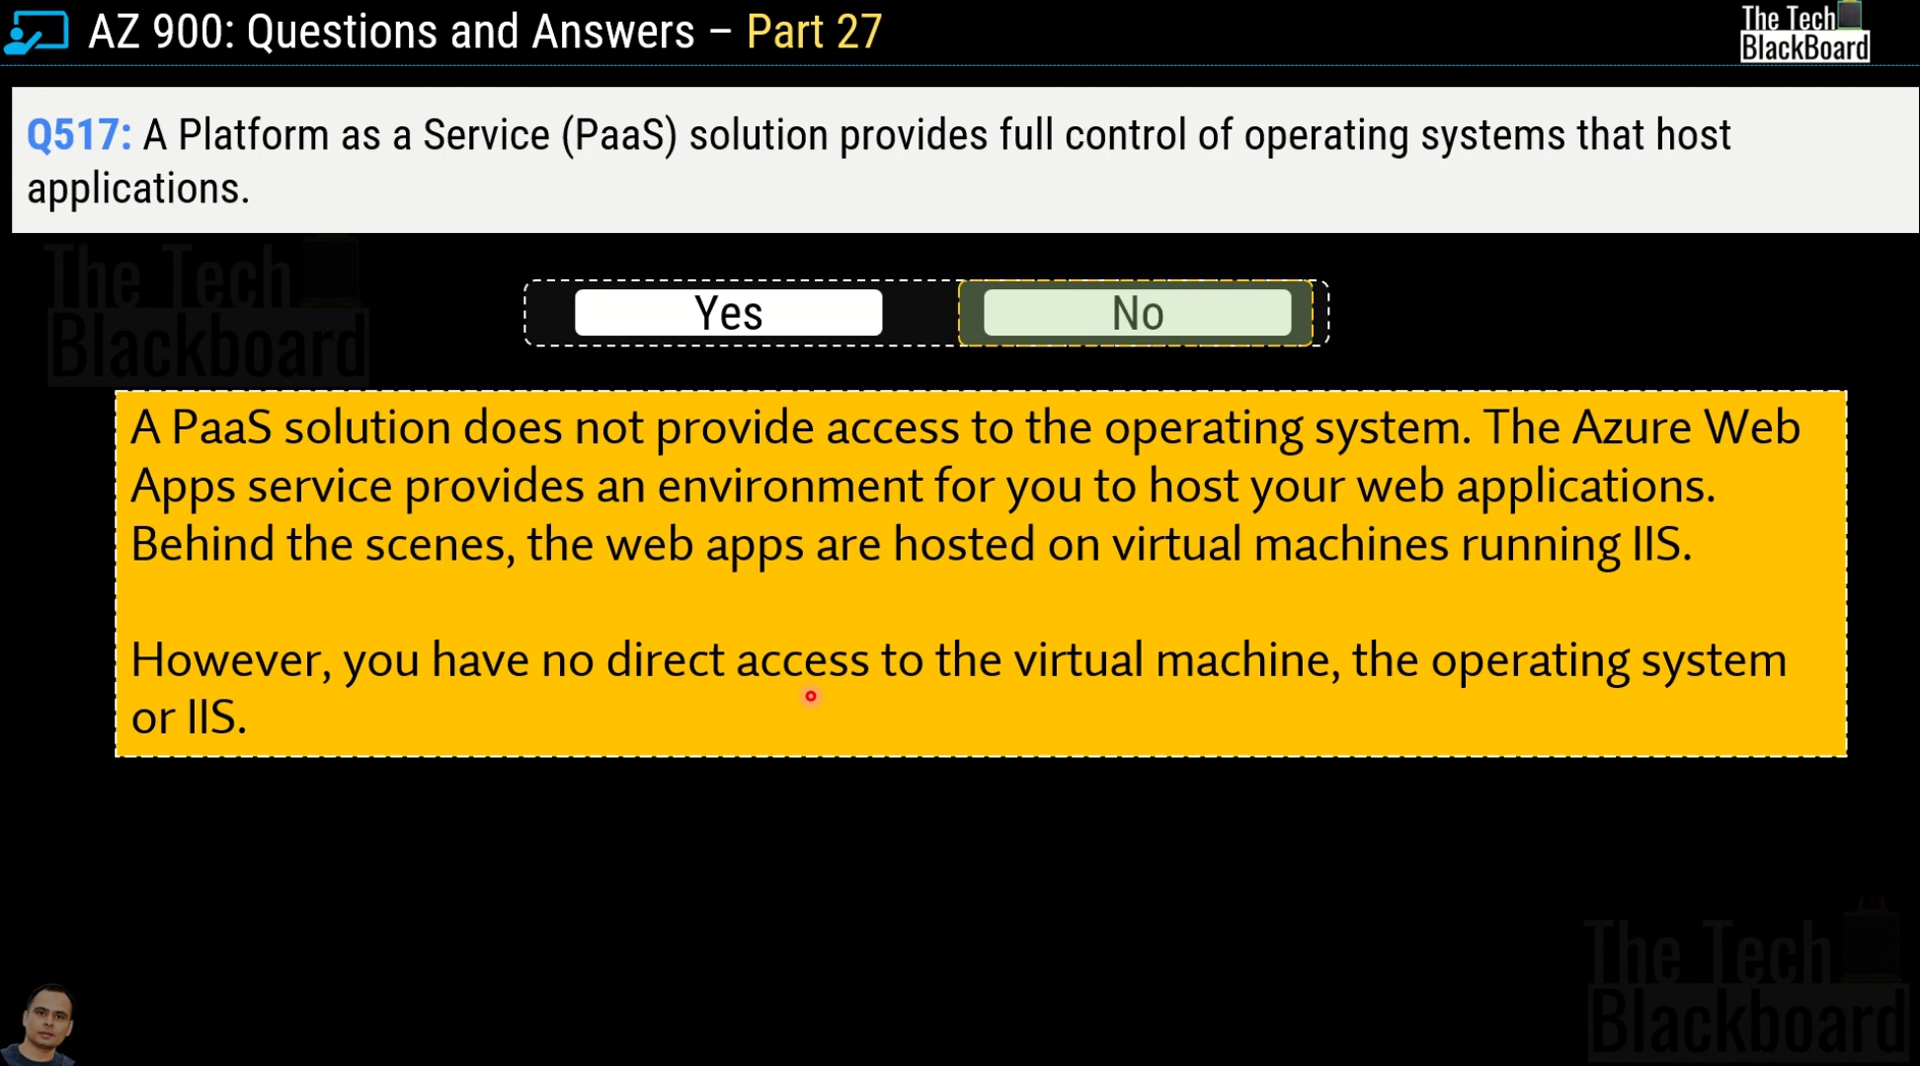 AZ 900: Questions and Answers – Part 27
The Tech
BlackBoard
Q517: A Platform as a Service (PaaS) solution provides full control of operating systems that host
applications.
The Tech
Blackboard
Yes No
A PaaS solution does not provide access to the operating system. The Azure Web
Apps service provides an environment for you to host your web applications.
Behind the scenes, the web apps are hosted on virtual machines running IIS.
However, you have no direct access to the virtual machine, the operating system
or IIS.
The Tech
Blackboard